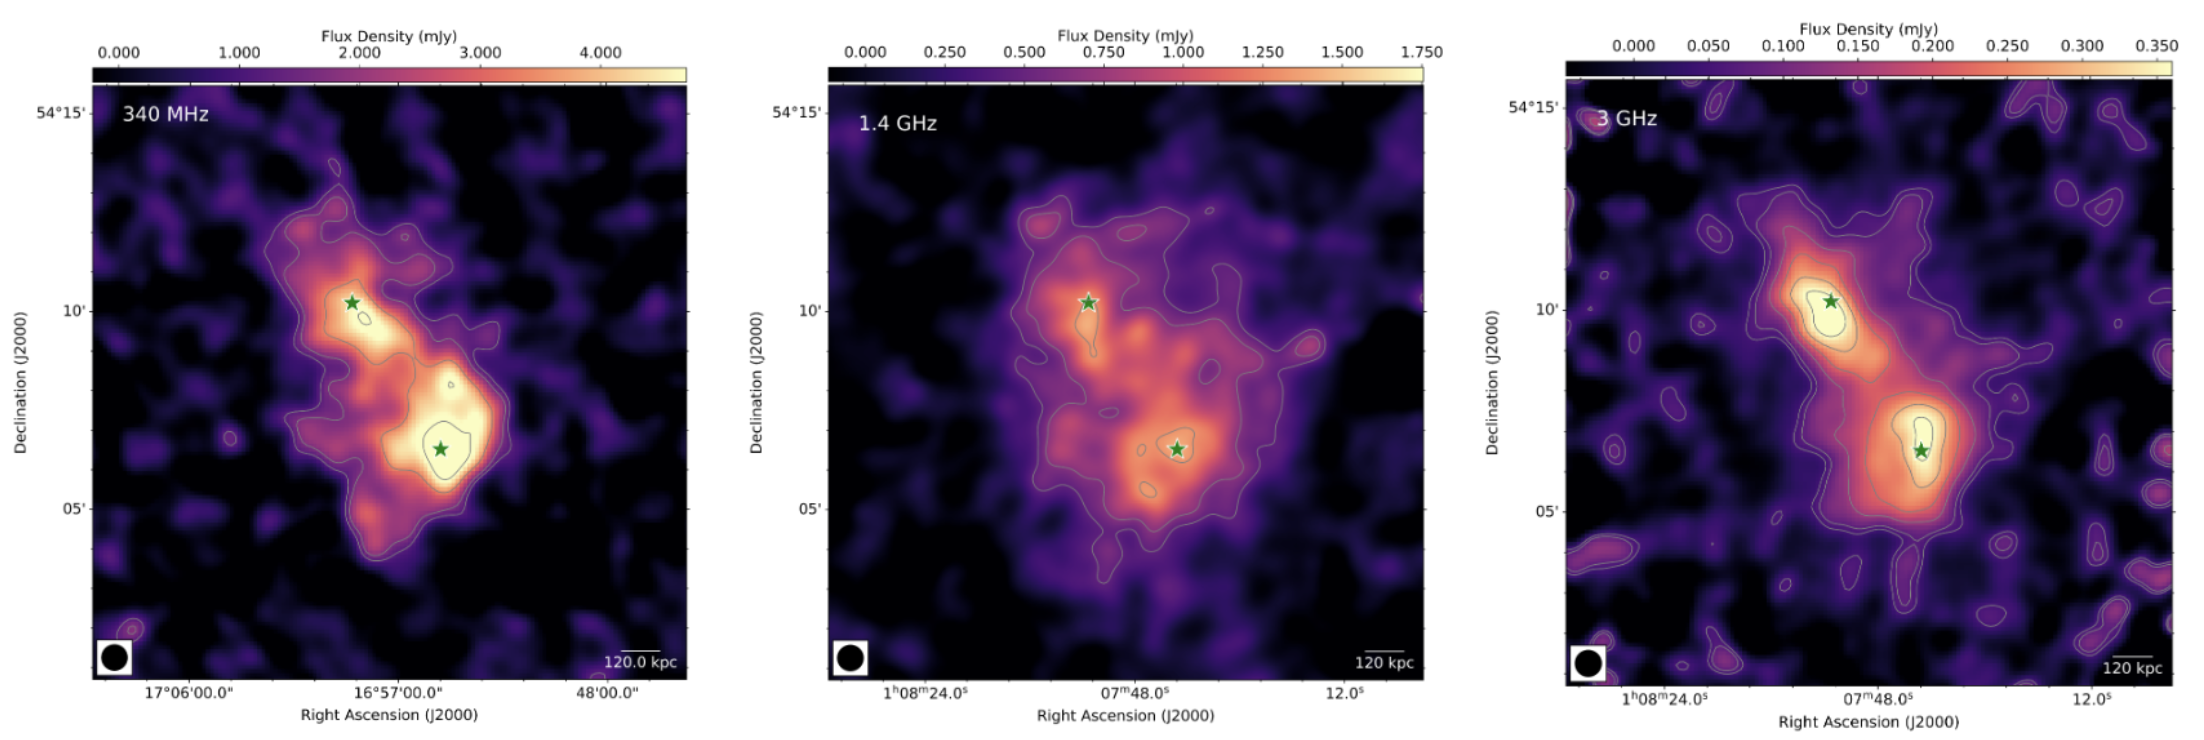 Flux Density (mJy)
0.000 1.000 2.000 3.000 4.000
340 MHz
54°15'
10'
05'
Declination (J2000)
120.0 kpc
17°06'00.0" 16°57'00.0" 48'00.0"
Right Ascension (J2000)
Flux Density (mJy)
0.000 0.250 0.500 0.750 1.000 1.250 1.500 1.750
1.4 GHz
54°15'
10'
05'
Declination (J2000)
120 kpc
1ʰ08ᵐ24.0ˢ 07ᵐ48.0ˢ 12.0ˢ
Right Ascension (J2000)
Flux Density (mJy)
0.000 0.050 0.100 0.150 0.200 0.250 0.300 0.350
3 GHz
54°15'
10'
05'
Declination (J2000)
120 kpc
1ʰ08ᵐ24.0ˢ 07ᵐ48.0ˢ 12.0ˢ
Right Ascension (J2000)